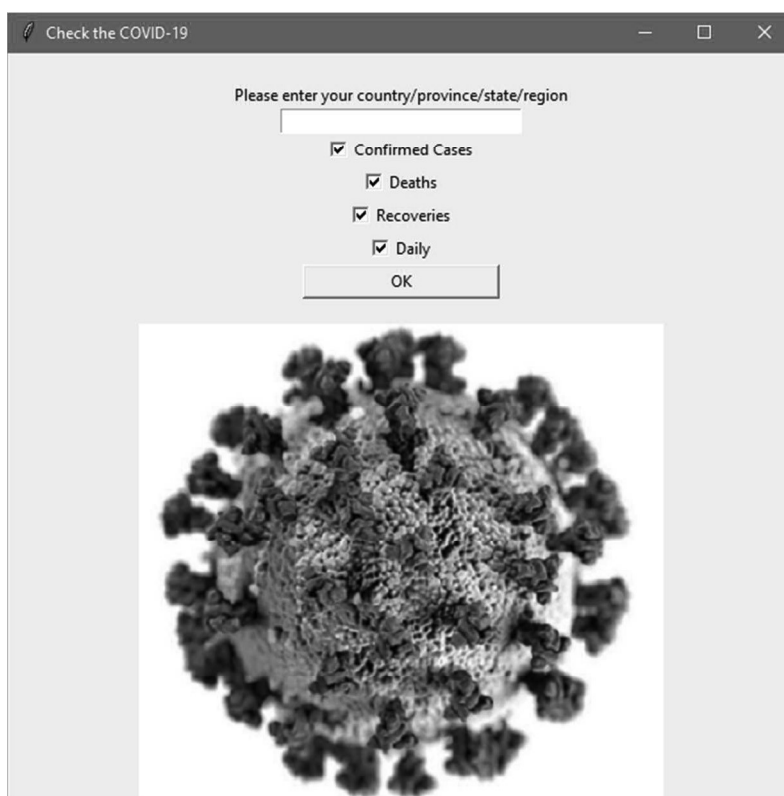 Check the COVID-19
Please enter your country/province/state/region
Confirmed Cases
Deaths
Recoveries
Daily
OK